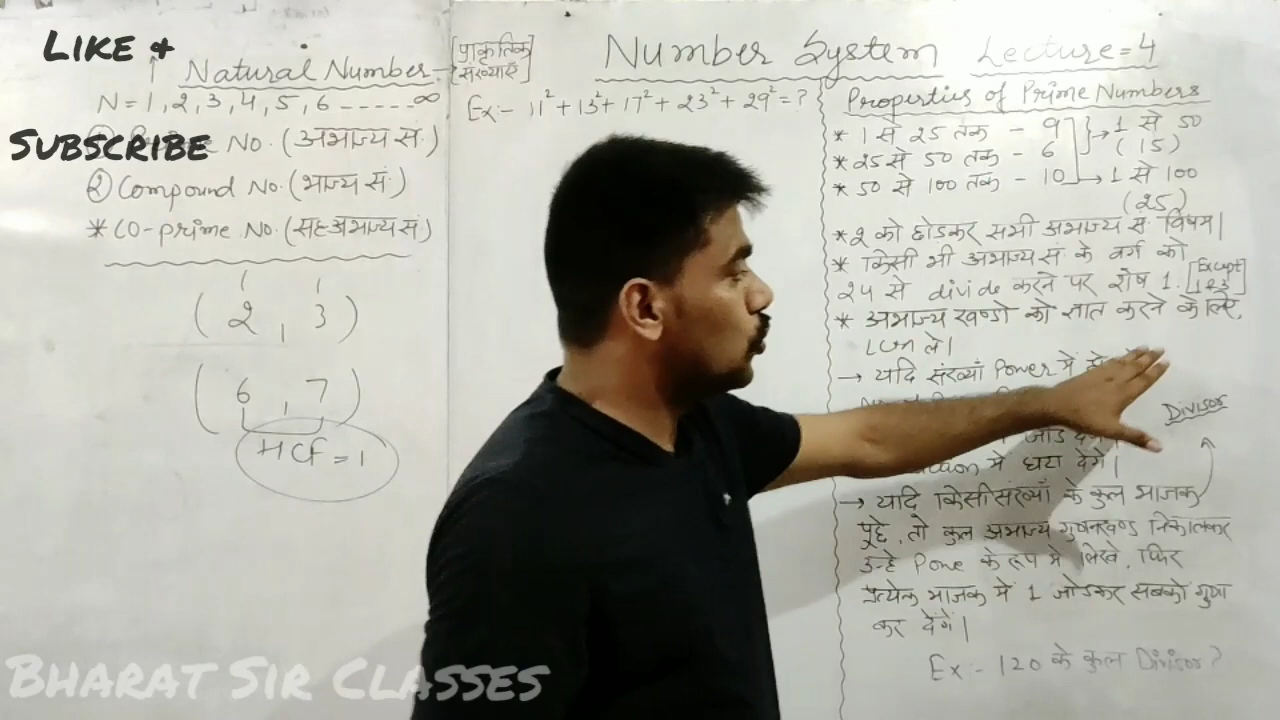 LIKE &
SUBSCRIBE
Natural Number → [प्राकृतिक संख्याएँ]
N = 1, 2, 3, 4, 5, 6 ------∞
No. (अभाज्य सं.)
② Compound No. (भाज्य सं.)
* CO-Prime No. (सहअभाज्य सं.)
( 2 , 3 )
( 6 , 7 )
HCF = 1
Number System Lecture = 4
Ex:- 11² + 13² + 17² + 23² + 29² = ?
Properties of Prime Numbers
* 1 से 25 तक - 9
* 25 से 50 तक - 6
→ 1 से 50 (15)
* 50 से 100 तक - 10 → 1 से 100 (25)
* 2 को छोडकर सभी अभाज्य सं. विषम।
* किसी भी अभाज्य सं. के वर्ग को
24 से divide करने पर शेष 1. [Except 1,2,3]
* अभाज्य खण्डो को ज्ञात करने के लिए,
LCM ले।
→ यदि संख्याँ Power में
जोड देंगे।
में घटा देंगे।
Divisor
→ यदि किसी संख्याँ के कुल भाजक
पूछे, तो कुल अभाज्य गुणनखण्ड निकालकर
उन्हे Powe के रूप मे लिखे, फिर
प्रत्येक भाजक में 1 जोडकर सबको गुणा
कर देंगें।
Ex:- 120 के कुल Divisor?
BHARAT SIR CLASSES